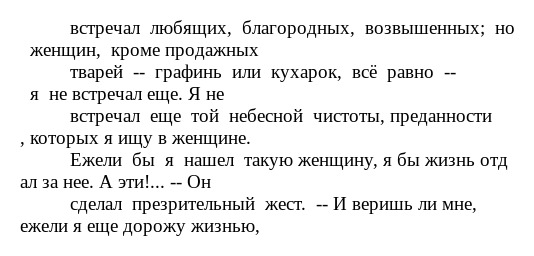 встречал любящих, благородных, возвышенных; но
женщин, кроме продажных
тварей -- графинь или кухарок, всё равно --
я не встречал еще. Я не
встречал еще той небесной чистоты, преданности
, которых я ищу в женщине.
Ежели бы я нашел такую женщину, я бы жизнь отд
ал за нее. А эти!... -- Он
сделал презрительный жест. -- И веришь ли мне,
ежели я еще дорожу жизнью,